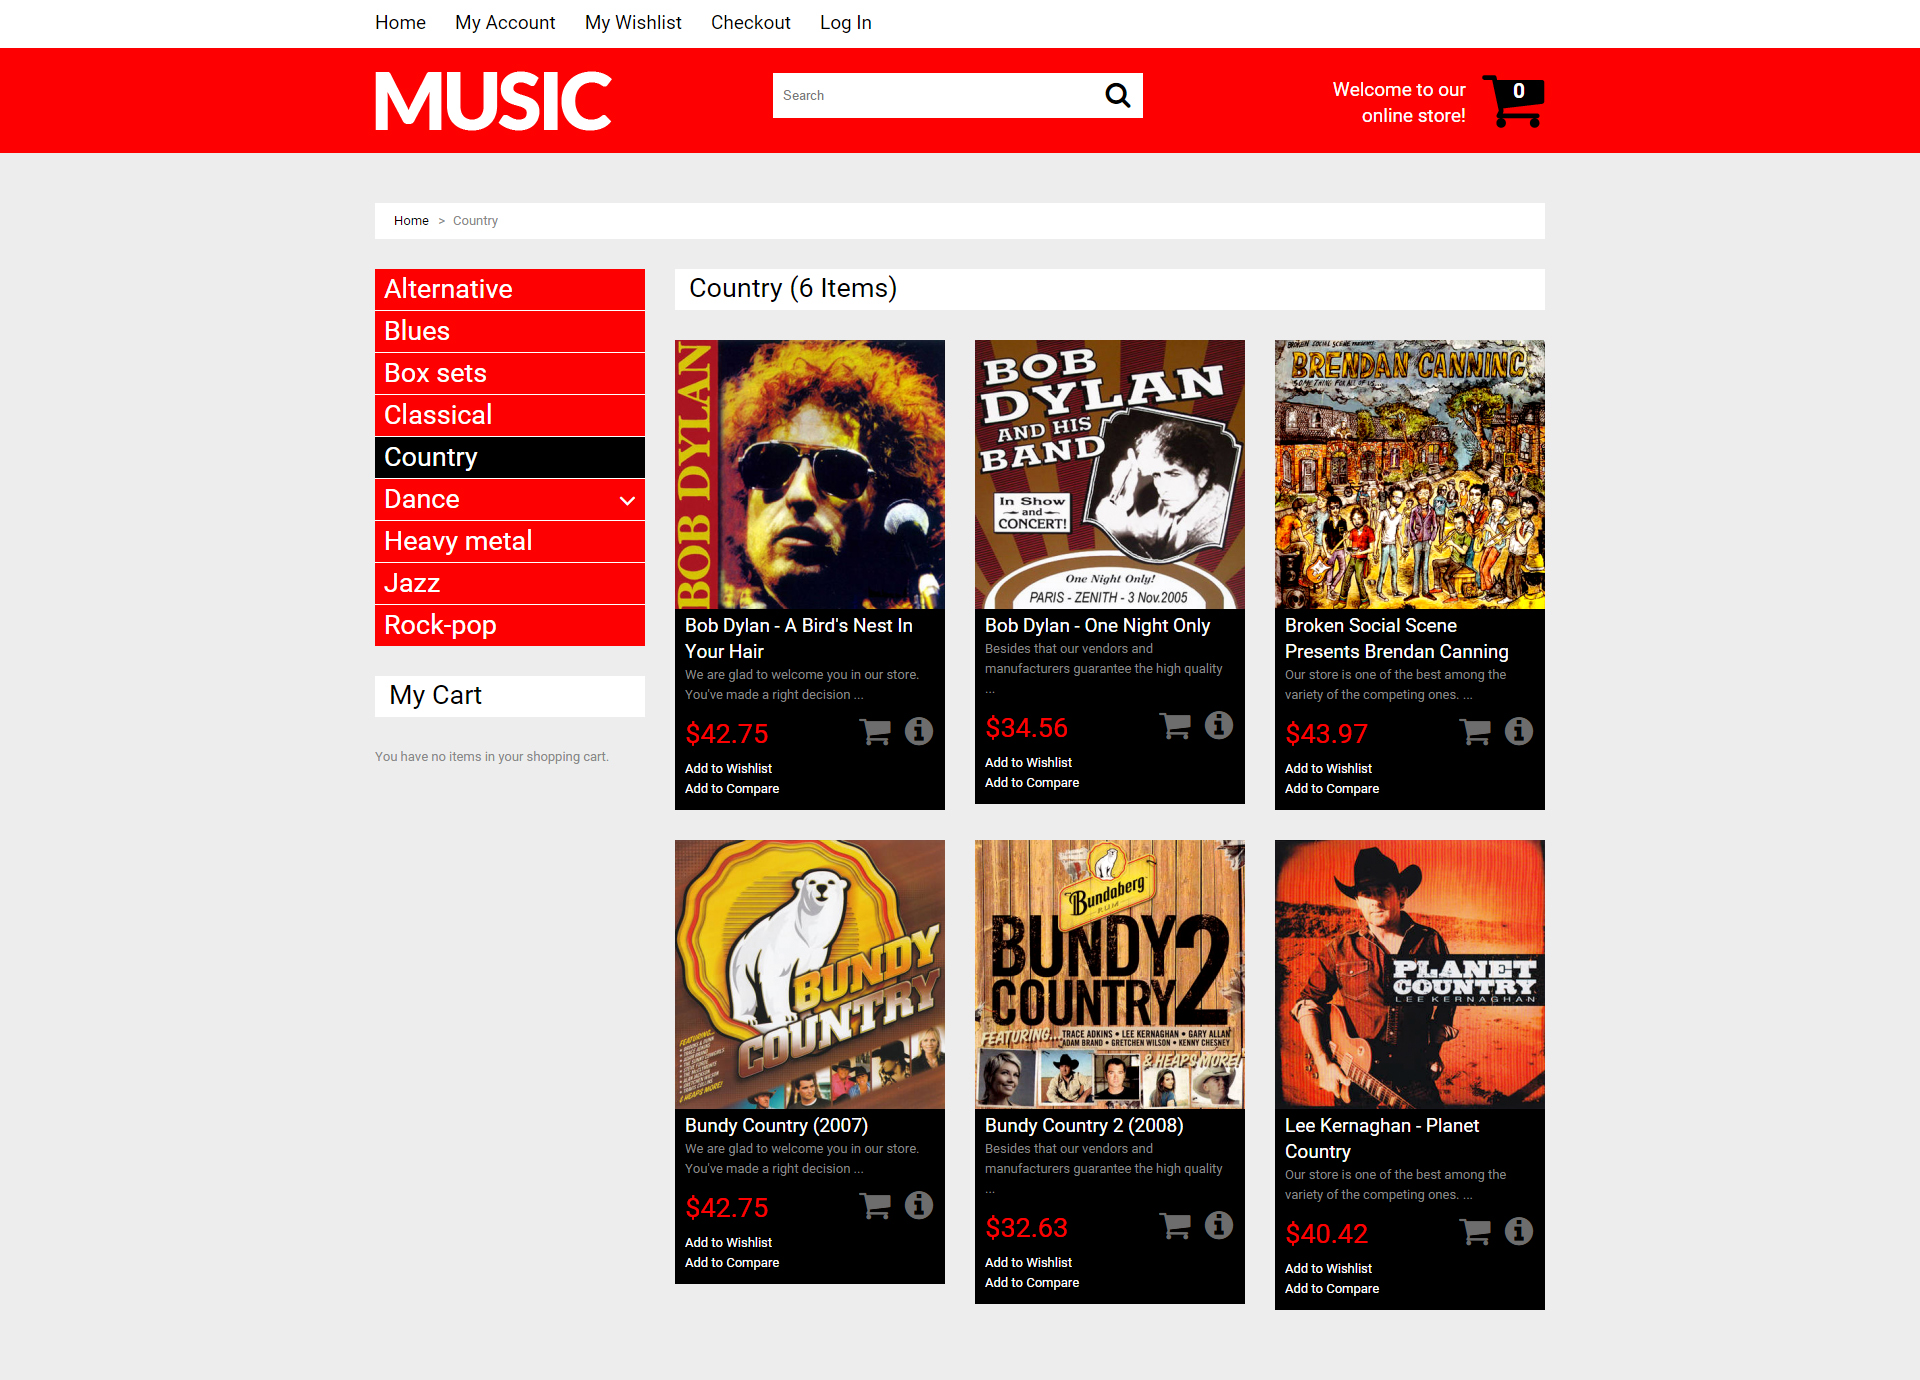 Home My Account My Wishlist Checkout Log In
MUSIC
Search
Welcome to our
online store!
0
Home > Country
Alternative
Blues
Box sets
Classical
Country
Dance
Heavy metal
Jazz
Rock-pop
My Cart
You have no items in your shopping cart.
Country (6 Items)
BOB DYLAN
Bob Dylan - A Bird's Nest In
Your Hair
We are glad to welcome you in our store.
You've made a right decision ...
$42.75
Add to Wishlist
Add to Compare
BOB
DYLAN
AND HIS
BAND
In Show
and
CONCERT!
One Night Only!
PARIS - ZENITH - 3 Nov.2005
Bob Dylan - One Night Only
Besides that our vendors and
manufacturers guarantee the high quality
...
$34.56
Add to Wishlist
Add to Compare
BROKEN SOCIAL SCENE PRESENTS
BRENDAN CANNING
SOMETHING FOR ALL OF US...
Broken Social Scene
Presents Brendan Canning
Our store is one of the best among the
variety of the competing ones. ...
$43.97
Add to Wishlist
Add to Compare
BUNDY
COUNTRY
FEATURING...
& HEAPS MORE!
Bundy Country (2007)
We are glad to welcome you in our store.
You've made a right decision ...
$42.75
Add to Wishlist
Add to Compare
Bundaberg
BUNDY
COUNTRY 2
FEATURING... TRACE ADKINS • LEE KERNAGHAN • GARY ALLAN
ADAM BRAND • GRETCHEN WILSON • KENNY CHESNEY
& HEAPS MORE!
Bundy Country 2 (2008)
Besides that our vendors and
manufacturers guarantee the high quality
...
$32.63
Add to Wishlist
Add to Compare
PLANET
COUNTRY
LEE KERNAGHAN
Lee Kernaghan - Planet
Country
Our store is one of the best among the
variety of the competing ones. ...
$40.42
Add to Wishlist
Add to Compare